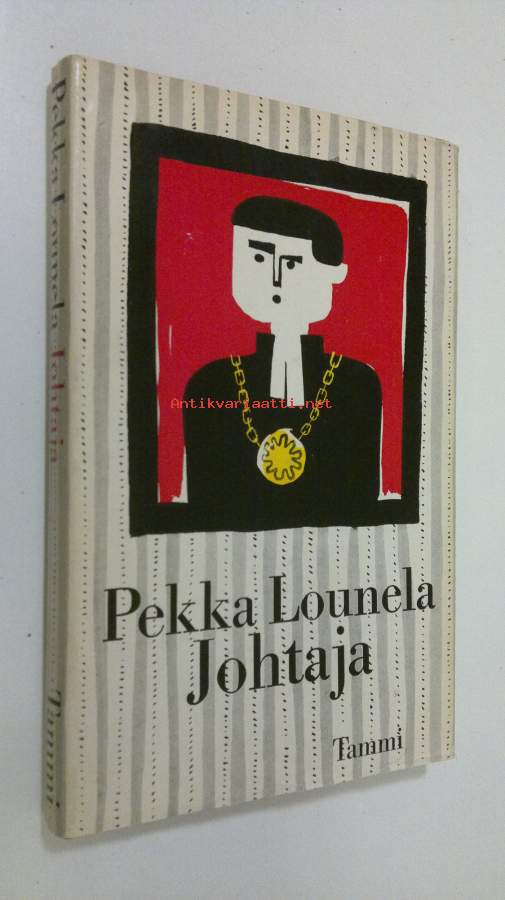 Pekka Lounela Johtaja Tammi
Antikvariaatti.net
Pekka Lounela
Johtaja
Tammi